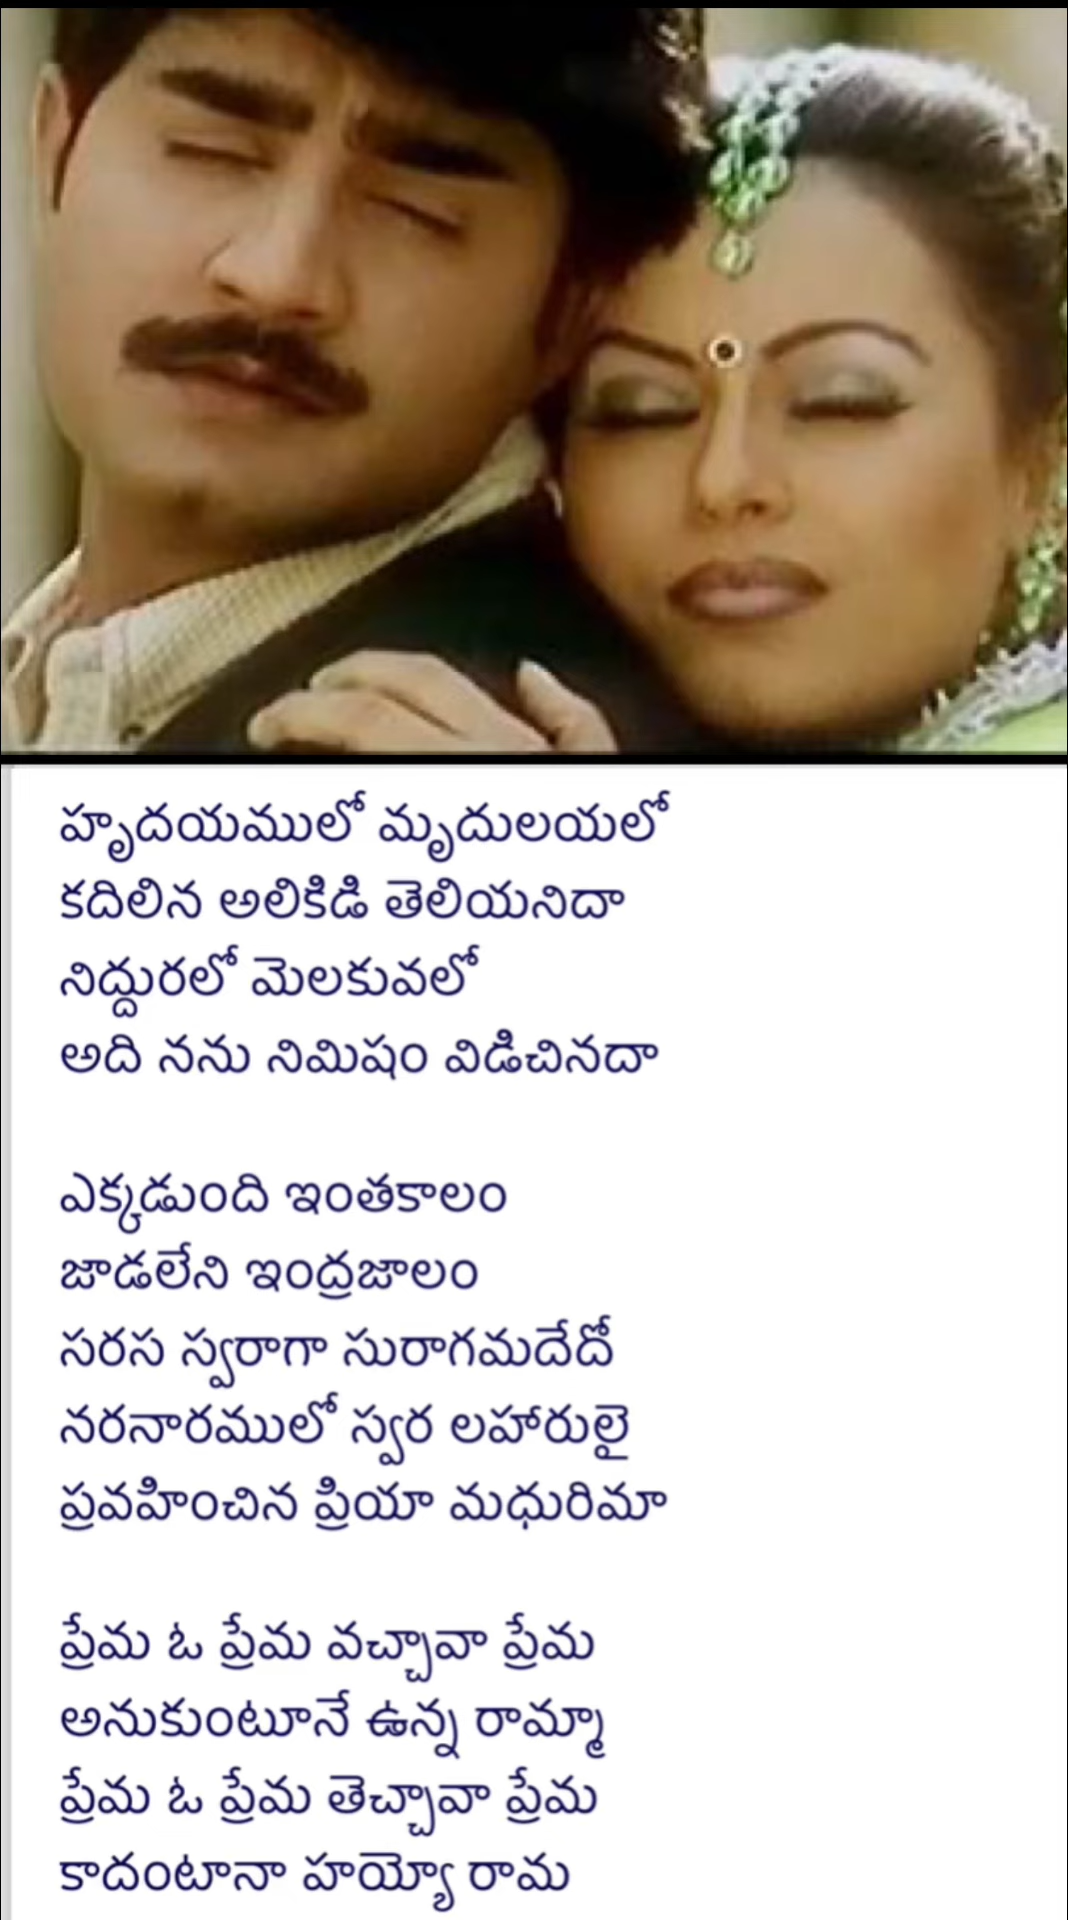 హృదయములో మృదులయలో
కదిలిన అలికిడి తెలియనిదా
నిద్దురలో మెలకువలో
అది నను నిమిషం విడిచినదా
ఎక్కడుంది ఇంతకాలం
జాడలేని ఇంద్రజాలం
సరస స్వరాగా సురాగమదేదో
నరనారములో స్వర లహారులై
ప్రవహించిన ప్రియా మధురిమా
ప్రేమ ఓ ప్రేమ వచ్చావా ప్రేమ
అనుకుంటూనే ఉన్న రామ్మా
ప్రేమ ఓ ప్రేమ తెచ్చావా ప్రేమ
కాదంటానా హయ్యో రామ